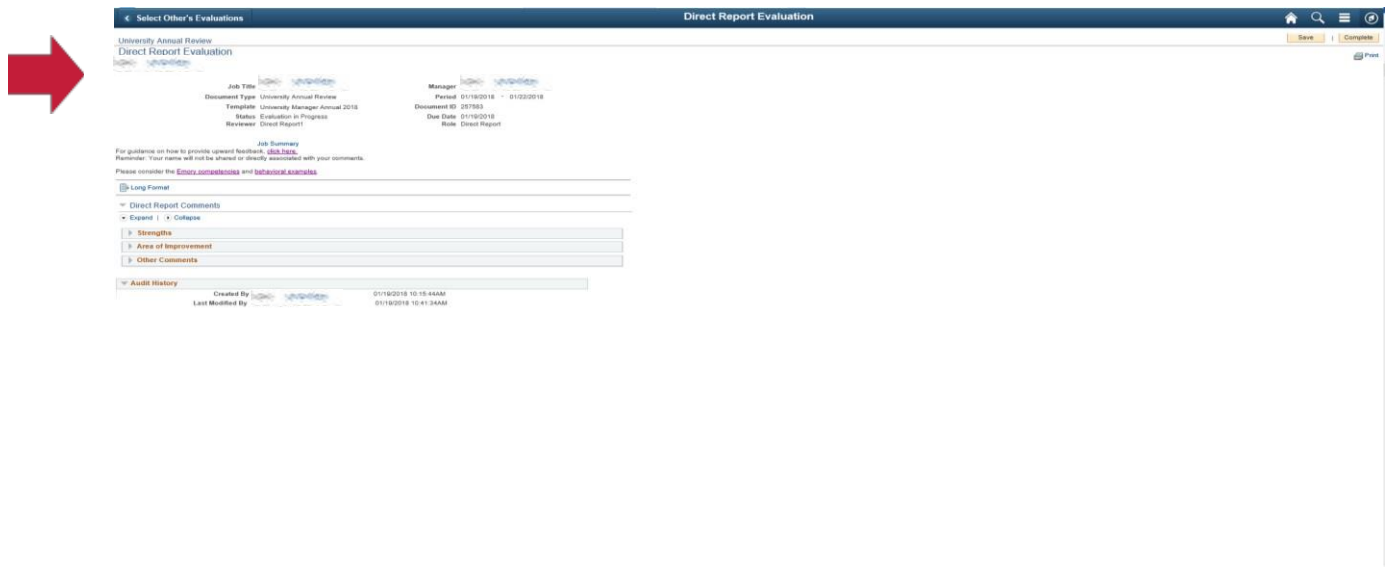 Select Other's Evaluations
Direct Report Evaluation
University Annual Review
Save | Complete
Direct Report Evaluation
Print
Job Title
Manager
Document Type University Annual Review
Period 01/19/2018 - 01/22/2018
Template University Manager Annual 2018
Document ID 257583
Status Evaluation in Progress
Due Date 01/19/2018
Reviewer Direct Report1
Role Direct Report
Job Summary
For guidance on how to provide upward feedback, click here.
Reminder: Your name will not be shared or directly associated with your comments.
Please consider the Emory competencies and behavioral examples.
Long Format
Direct Report Comments
Expand | Collapse
Strengths
Area of Improvement
Other Comments
Audit History
Created By 01/19/2018 10:15:44AM
Last Modified By 01/19/2018 10:41:34AM